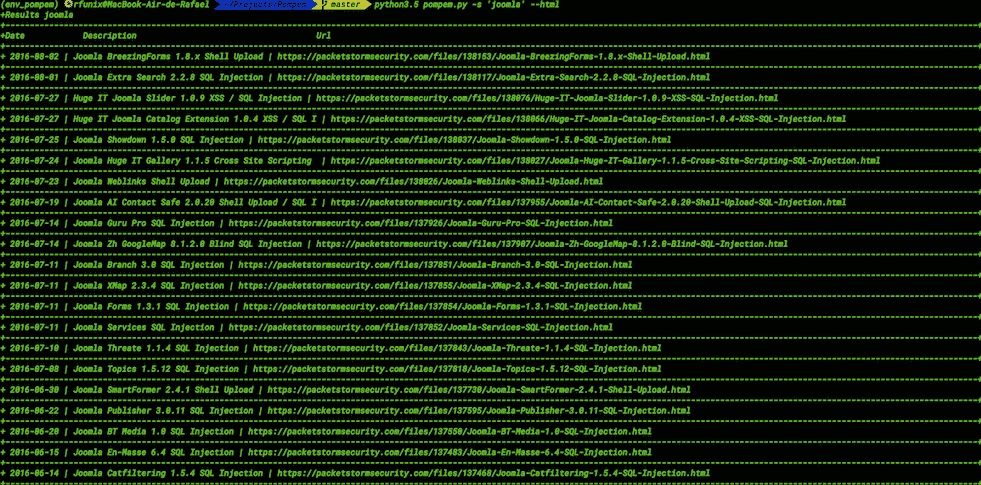 (env_pompem) rfunix@MacBook-Air-de-Rafael ~/Projects/Pompem master python3.5 pompem.py -s 'joomla' --html
+Results joomla
+Date Description Url
+ 2016-08-02 | Joomla BreezingForms 1.8.x Shell Upload | https://packetstormsecurity.com/files/138163/Joomla-BreezingForms-1.8.x-Shell-Upload.html
+ 2016-08-01 | Joomla Extra Search 2.2.8 SQL Injection | https://packetstormsecurity.com/files/138117/Joomla-Extra-Search-2.2.8-SQL-Injection.html
+ 2016-07-27 | Huge IT Joomla Slider 1.0.9 XSS / SQL Injection | https://packetstormsecurity.com/files/138076/Huge-IT-Joomla-Slider-1.0.9-XSS-SQL-Injection.html
+ 2016-07-27 | Huge IT Joomla Catalog Extension 1.0.4 XSS / SQL I | https://packetstormsecurity.com/files/138066/Huge-IT-Joomla-Catalog-Extension-1.0.4-XSS-SQL-Injection.html
+ 2016-07-25 | Joomla Showdown 1.5.0 SQL Injection | https://packetstormsecurity.com/files/138037/Joomla-Showdown-1.5.0-SQL-Injection.html
+ 2016-07-24 | Joomla Huge IT Gallery 1.1.5 Cross Site Scripting | https://packetstormsecurity.com/files/138027/Joomla-Huge-IT-Gallery-1.1.5-Cross-Site-Scripting-SQL-Injection.html
+ 2016-07-23 | Joomla Weblinks Shell Upload | https://packetstormsecurity.com/files/138026/Joomla-Weblinks-Shell-Upload.html
+ 2016-07-19 | Joomla AI Contact Safe 2.0.20 Shell Upload / SQL I | https://packetstormsecurity.com/files/137955/Joomla-AI-Contact-Safe-2.0.20-Shell-Upload-SQL-Injection.html
+ 2016-07-14 | Joomla Guru Pro SQL Injection | https://packetstormsecurity.com/files/137926/Joomla-Guru-Pro-SQL-Injection.html
+ 2016-07-14 | Joomla Zh GoogleMap 8.1.2.0 Blind SQL Injection | https://packetstormsecurity.com/files/137907/Joomla-Zh-GoogleMap-8.1.2.0-Blind-SQL-Injection.html
+ 2016-07-11 | Joomla Branch 3.0 SQL Injection | https://packetstormsecurity.com/files/137851/Joomla-Branch-3.0-SQL-Injection.html
+ 2016-07-11 | Joomla XMap 2.3.4 SQL Injection | https://packetstormsecurity.com/files/137855/Joomla-XMap-2.3.4-SQL-Injection.html
+ 2016-07-11 | Joomla Forms 1.3.1 SQL Injection | https://packetstormsecurity.com/files/137854/Joomla-Forms-1.3.1-SQL-Injection.html
+ 2016-07-11 | Joomla Services SQL Injection | https://packetstormsecurity.com/files/137852/Joomla-Services-SQL-Injection.html
+ 2016-07-10 | Joomla Threate 1.1.4 SQL Injection | https://packetstormsecurity.com/files/137843/Joomla-Threate-1.1.4-SQL-Injection.html
+ 2016-07-08 | Joomla Topics 1.5.12 SQL Injection | https://packetstormsecurity.com/files/137818/Joomla-Topics-1.5.12-SQL-Injection.html
+ 2016-06-30 | Joomla SmartFormer 2.4.1 Shell Upload | https://packetstormsecurity.com/files/137730/Joomla-SmartFormer-2.4.1-Shell-Upload.html
+ 2016-06-22 | Joomla Publisher 3.0.11 SQL Injection | https://packetstormsecurity.com/files/137595/Joomla-Publisher-3.0.11-SQL-Injection.html
+ 2016-06-20 | Joomla BT Media 1.0 SQL Injection | https://packetstormsecurity.com/files/137550/Joomla-BT-Media-1.0-SQL-Injection.html
+ 2016-06-15 | Joomla En-Masse 6.4 SQL Injection | https://packetstormsecurity.com/files/137483/Joomla-En-Masse-6.4-SQL-Injection.html
+ 2016-06-14 | Joomla Catfiltering 1.5.4 SQL Injection | https://packetstormsecurity.com/files/137468/Joomla-Catfiltering-1.5.4-SQL-Injection.html